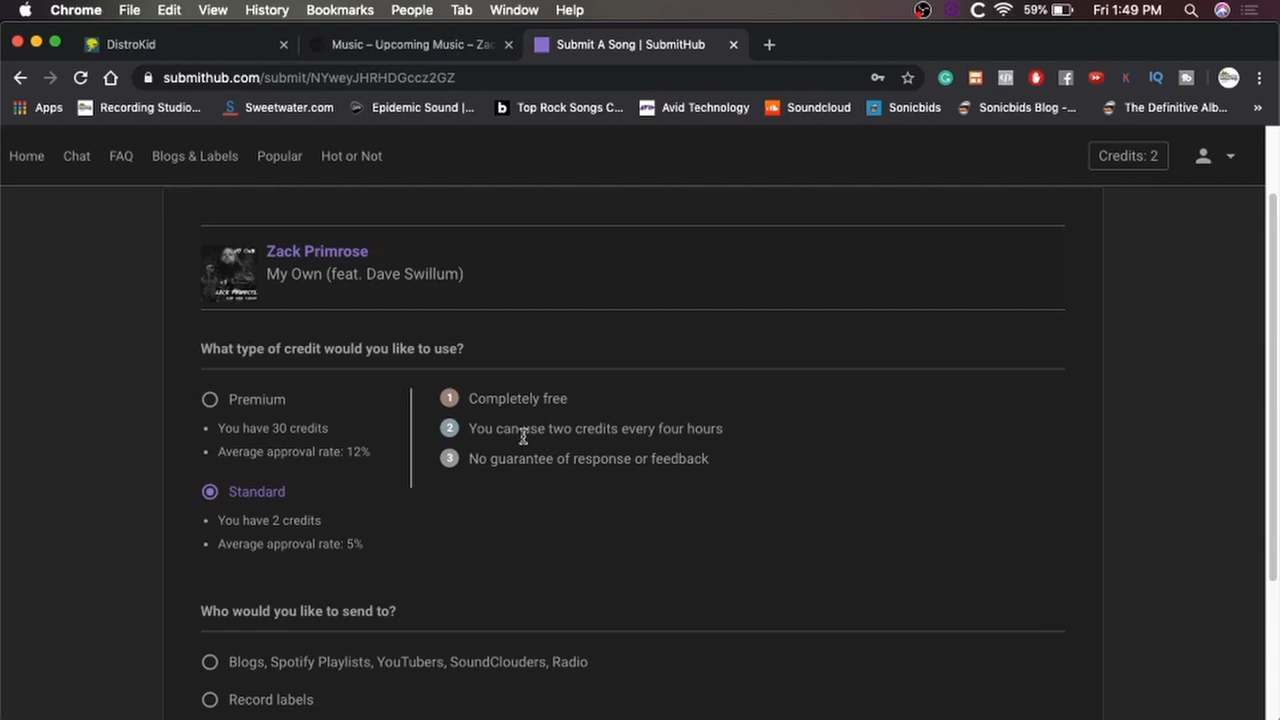 Chrome File Edit View History Bookmarks People Tab Window Help 59% Fri 1:49 PM
DistroKid Music – Upcoming Music – Zac Submit A Song | SubmitHub
submithub.com/submit/NYweyJHRHDGccz2GZ
Apps Recording Studio... Sweetwater.com Epidemic Sound |... Top Rock Songs C... Avid Technology Soundcloud Sonicbids Sonicbids Blog -... The Definitive Alb... »
Home Chat FAQ Blogs & Labels Popular Hot or Not Credits: 2
Zack Primrose
My Own (feat. Dave Swillum)
What type of credit would you like to use?
Premium
• You have 30 credits
• Average approval rate: 12%
Standard
• You have 2 credits
• Average approval rate: 5%
1 Completely free
2 You can use two credits every four hours
3 No guarantee of response or feedback
Who would you like to send to?
Blogs, Spotify Playlists, YouTubers, SoundClouders, Radio
Record labels